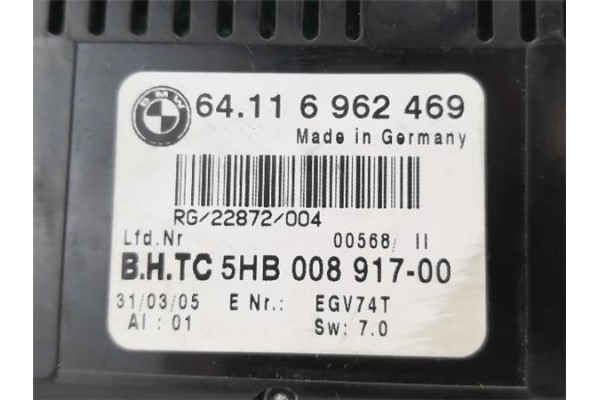 BMW
64.11 6 962 469
Made in Germany
RG/22872/004
Lfd.Nr 00568/ II
B.H.TC 5HB 008 917-00
31/03/05 E Nr.: EGV74T
AI : 01 Sw: 7.0